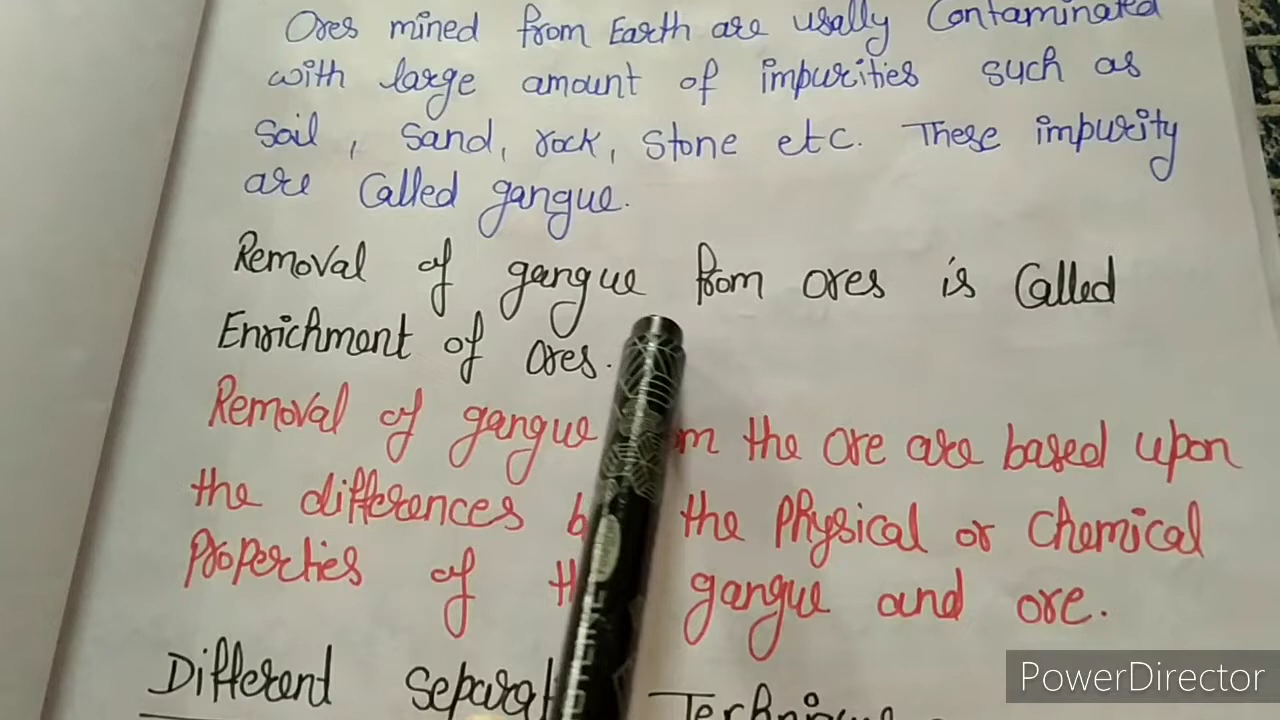 Ores mined from Earth are usally Contaminated
with large amount of impurities such as
Soil, Sand, rock, Stone etc. These impurity
are Called gangue.
Removal of gangue from ores is Called
Enrichment of ores.
Removal of gangue the ore are based upon
the differences the Physical or Chemical
Properties of gangue and ore.
Different
PowerDirector